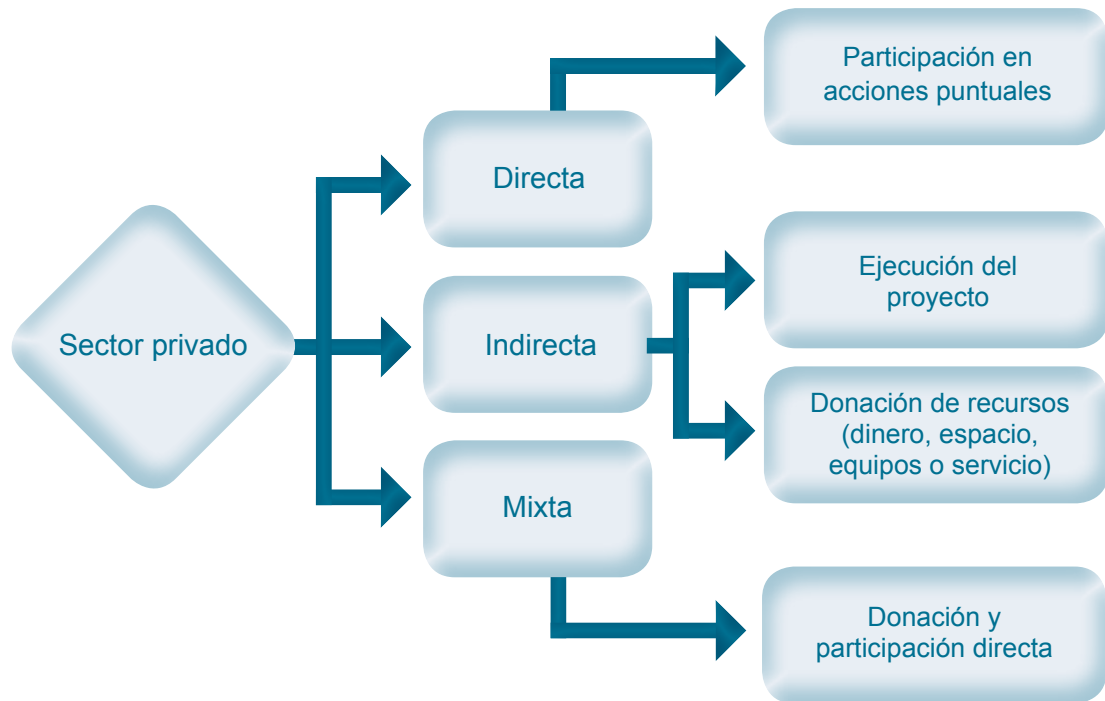 Sector privado
Directa
Indirecta
Mixta
Participación en
acciones puntuales
Ejecución del
proyecto
Donación de recursos
(dinero, espacio,
equipos o servicio)
Donación y
participación directa